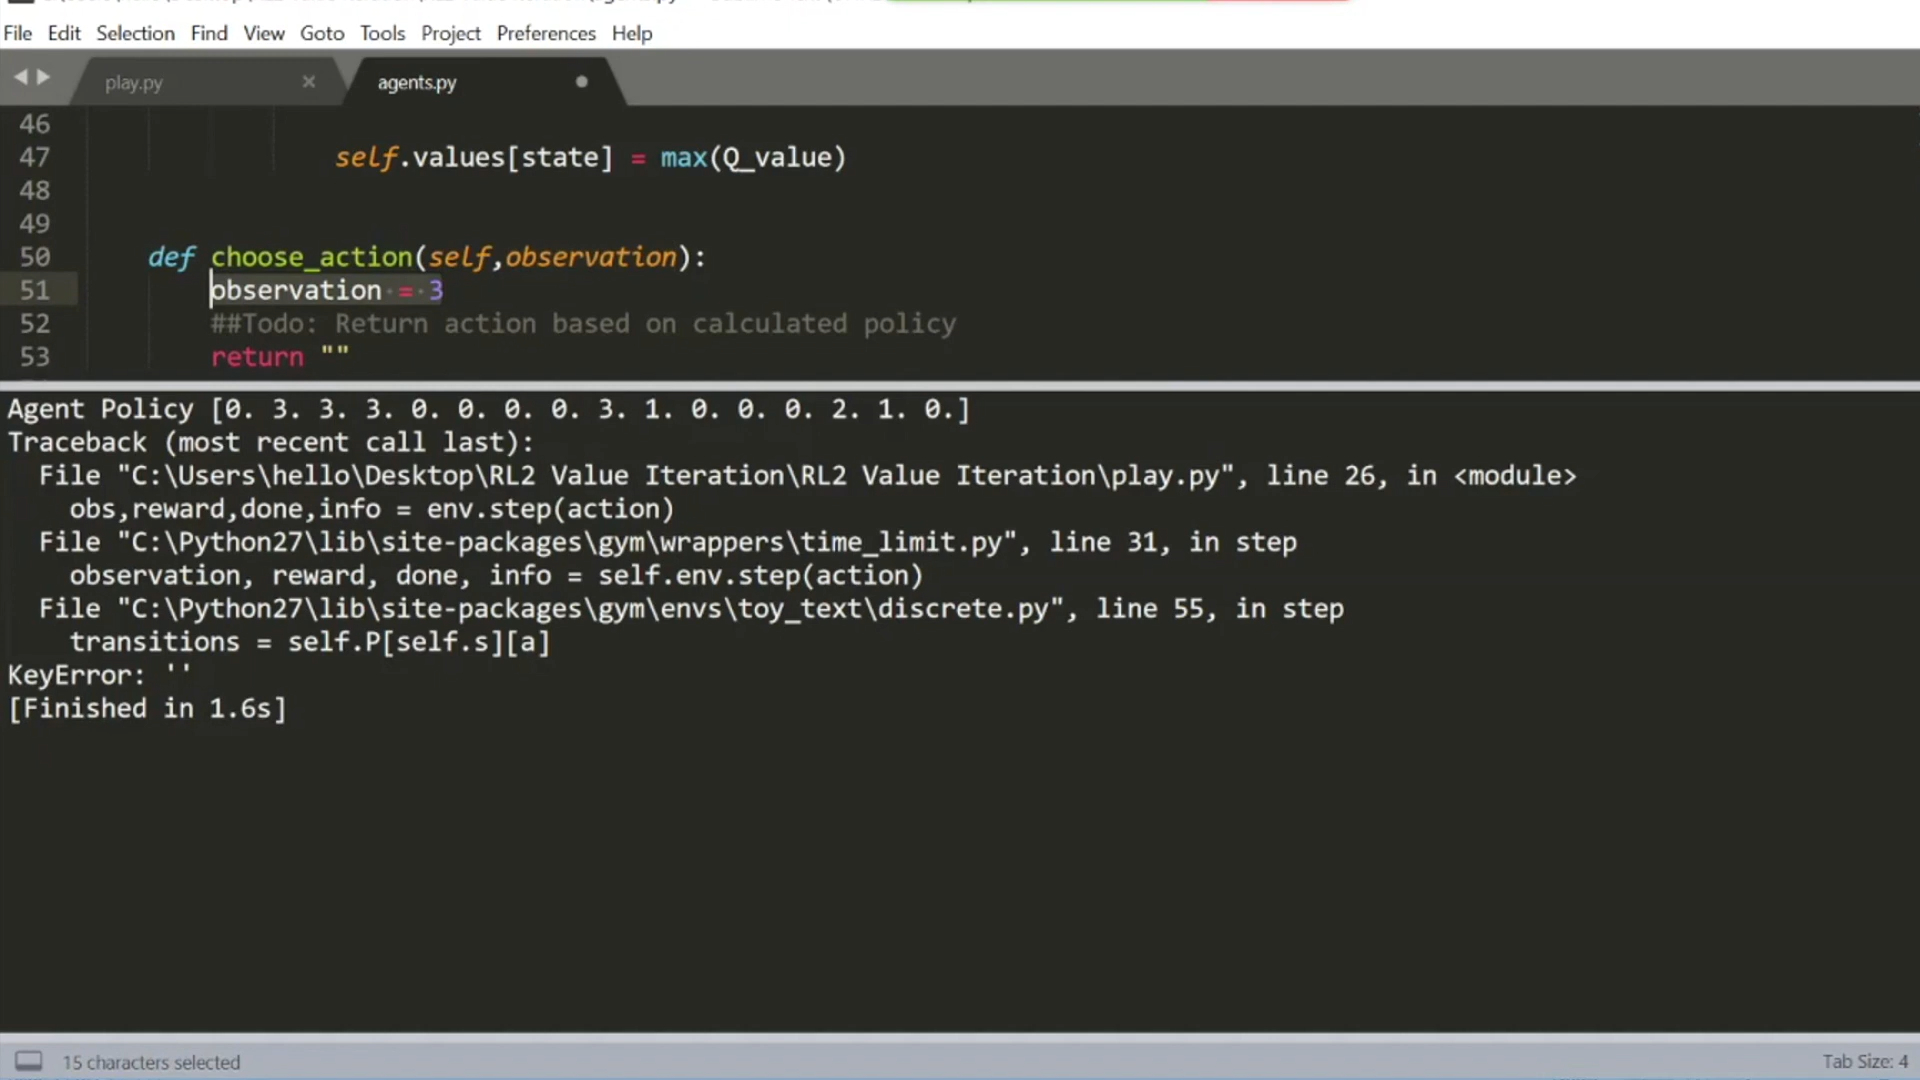 File Edit Selection Find View Goto Tools Project Preferences Help
play.py × agents.py
46
47 self.values[state] = max(Q_value)
48
49
50 def choose_action(self,observation):
51 observation = 3
52 ##Todo: Return action based on calculated policy
53 return ""
Agent Policy [0. 3. 3. 3. 0. 0. 0. 0. 3. 1. 0. 0. 0. 2. 1. 0.]
Traceback (most recent call last):
File "C:\Users\hello\Desktop\RL2 Value Iteration\RL2 Value Iteration\play.py", line 26, in <module>
obs,reward,done,info = env.step(action)
File "C:\Python27\lib\site-packages\gym\wrappers\time_limit.py", line 31, in step
observation, reward, done, info = self.env.step(action)
File "C:\Python27\lib\site-packages\gym\envs\toy_text\discrete.py", line 55, in step
transitions = self.P[self.s][a]
KeyError: ''
[Finished in 1.6s]
15 characters selected Tab Size: 4